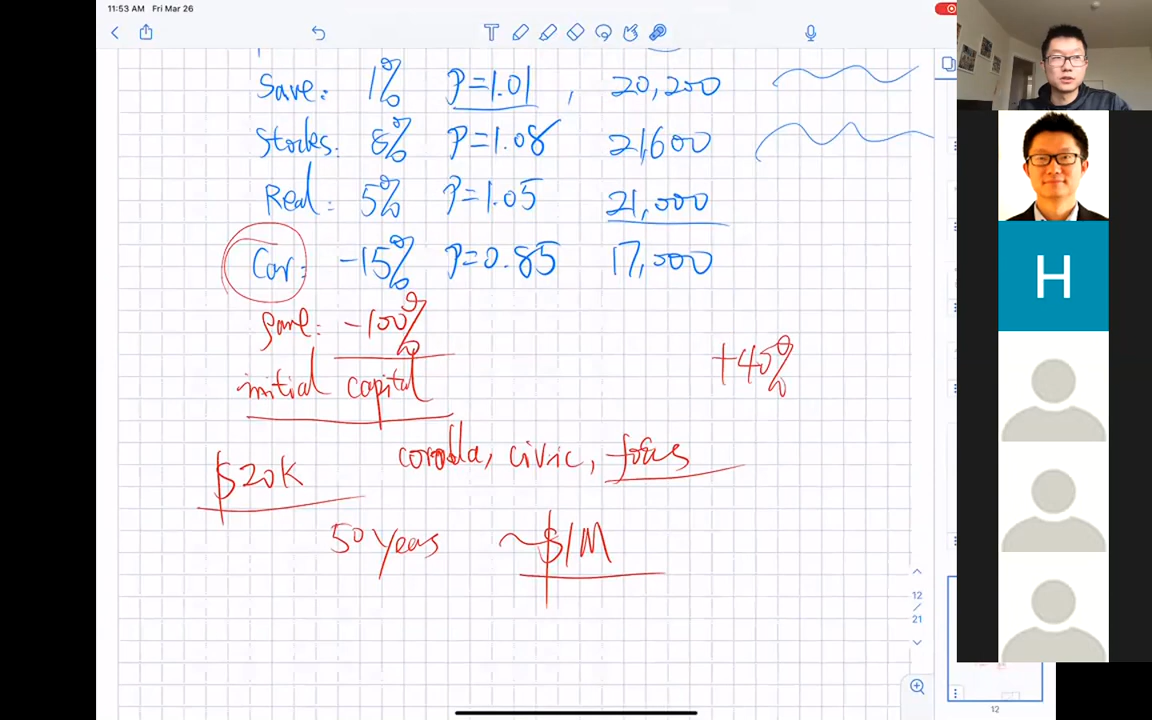 11:53 AM Fri Mar 26
Save: 1% P=1.01 , 20,200
Stocks: 8% P=1.08 21,600
Real: 5% P=1.05 21,000
Car: -15% P=0.85 17,000
-100%
initial capital
+40%
corolla, civic, focus
$20K
50 years ~$1M
H
12
/
21
12